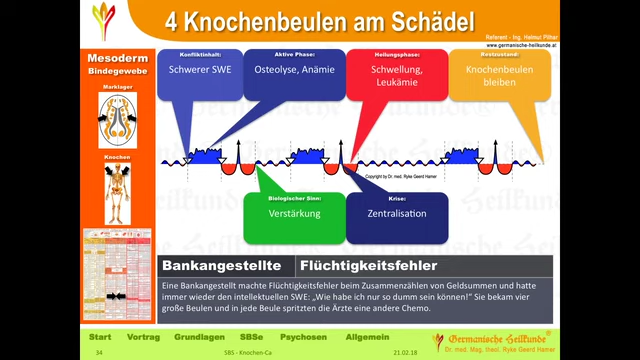 4 Knochenbeulen am Schädel
Referent - Ing. Helmut Pilhar
www.germanische-heilkunde.at
Mesoderm
Bindegewebe
Marklager
Knochen
Konfliktinhalt:
Schwerer SWE
Aktive Phase:
Osteolyse, Anämie
Heilungsphase:
Schwellung,
Leukämie
Restzustand:
Knochenbeulen
bleiben
Copyright by Dr. med. Ryke Geerd Hamer
Biologischer Sinn:
Verstärkung
Krise:
Zentralisation
Bankangestellte
Flüchtigkeitsfehler
Eine Bankangestellt machte Flüchtigkeitsfehler beim Zusammenzählen von Geldsummen und hatte
immer wieder den intellektuellen SWE: „Wie habe ich nur so dumm sein können!“ Sie bekam vier
große Beulen und in jede Beule spritzten die Ärzte eine andere Chemo.
Start Vortrag Grundlagen SBSe Psychosen Allgemein
Germanische Heilkunde®
Dr. med. Mag. theol. Ryke Geerd Hamer
34 SBS - Knochen-Ca 21.02.18